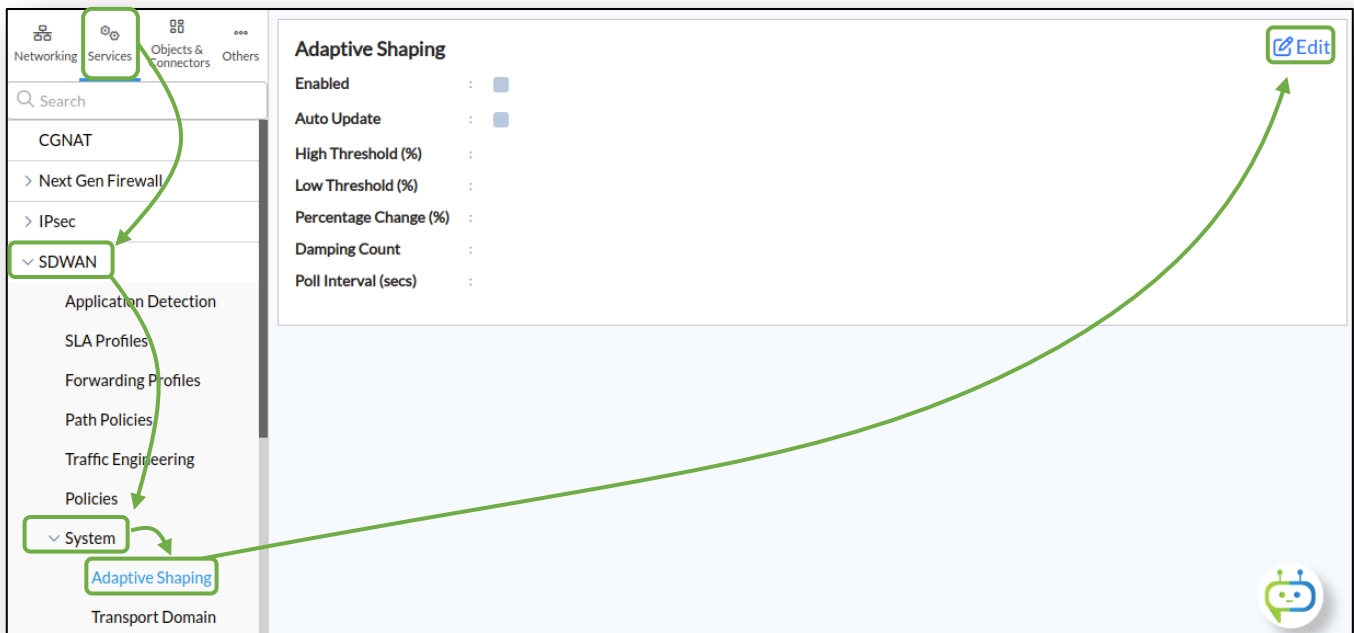 Networking
Services
Objects &
Connectors
Others
Search
CGNAT
Next Gen Firewall
IPsec
SDWAN
Application Detection
SLA Profiles
Forwarding Profiles
Path Policies
Traffic Engineering
Policies
System
Adaptive Shaping
Transport Domain
Adaptive Shaping
Edit
Enabled :
Auto Update :
High Threshold (%) :
Low Threshold (%) :
Percentage Change (%) :
Damping Count :
Poll Interval (secs) :